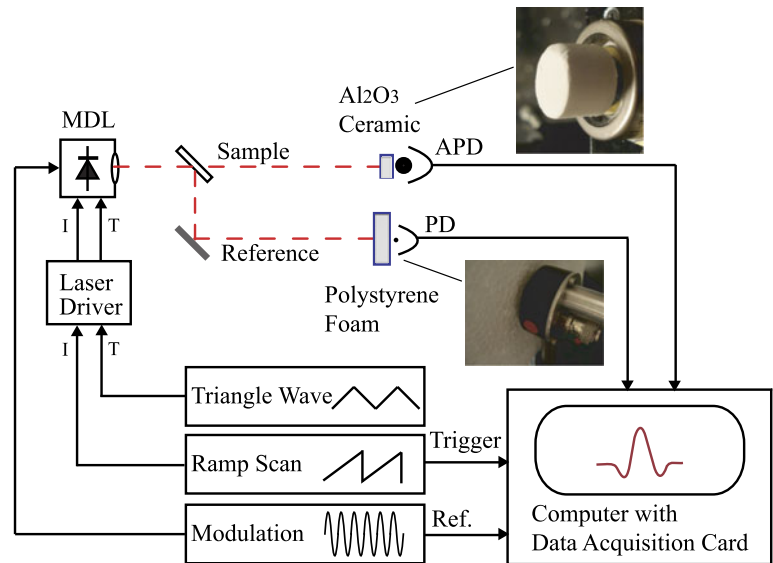 Al2O3
Ceramic
MDL
APD
Sample
I
T
PD
Reference
Laser
Driver
Polystyrene
Foam
I
T
Triangle Wave
Ramp Scan
Trigger
Modulation
Ref.
Computer with
Data Acquisition Card